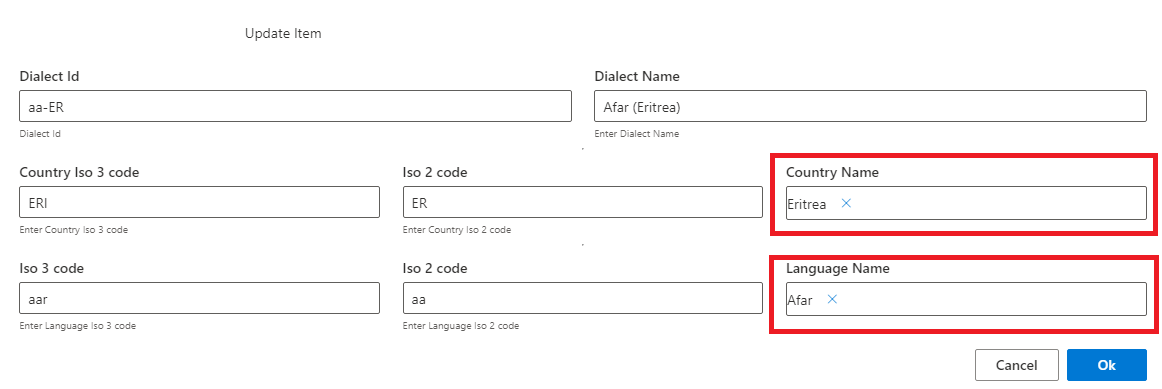 Update Item
Dialect Id Dialect Name
aa-ER Afar (Eritrea)
Dialect Id Enter Dialect Name
Country Iso 3 code Iso 2 code Country Name
ERI ER Eritrea
Enter Country Iso 3 code Enter Country Iso 2 code
Iso 3 code Iso 2 code Language Name
aar aa Afar
Enter Language Iso 3 code Enter Language Iso 2 code
Cancel Ok